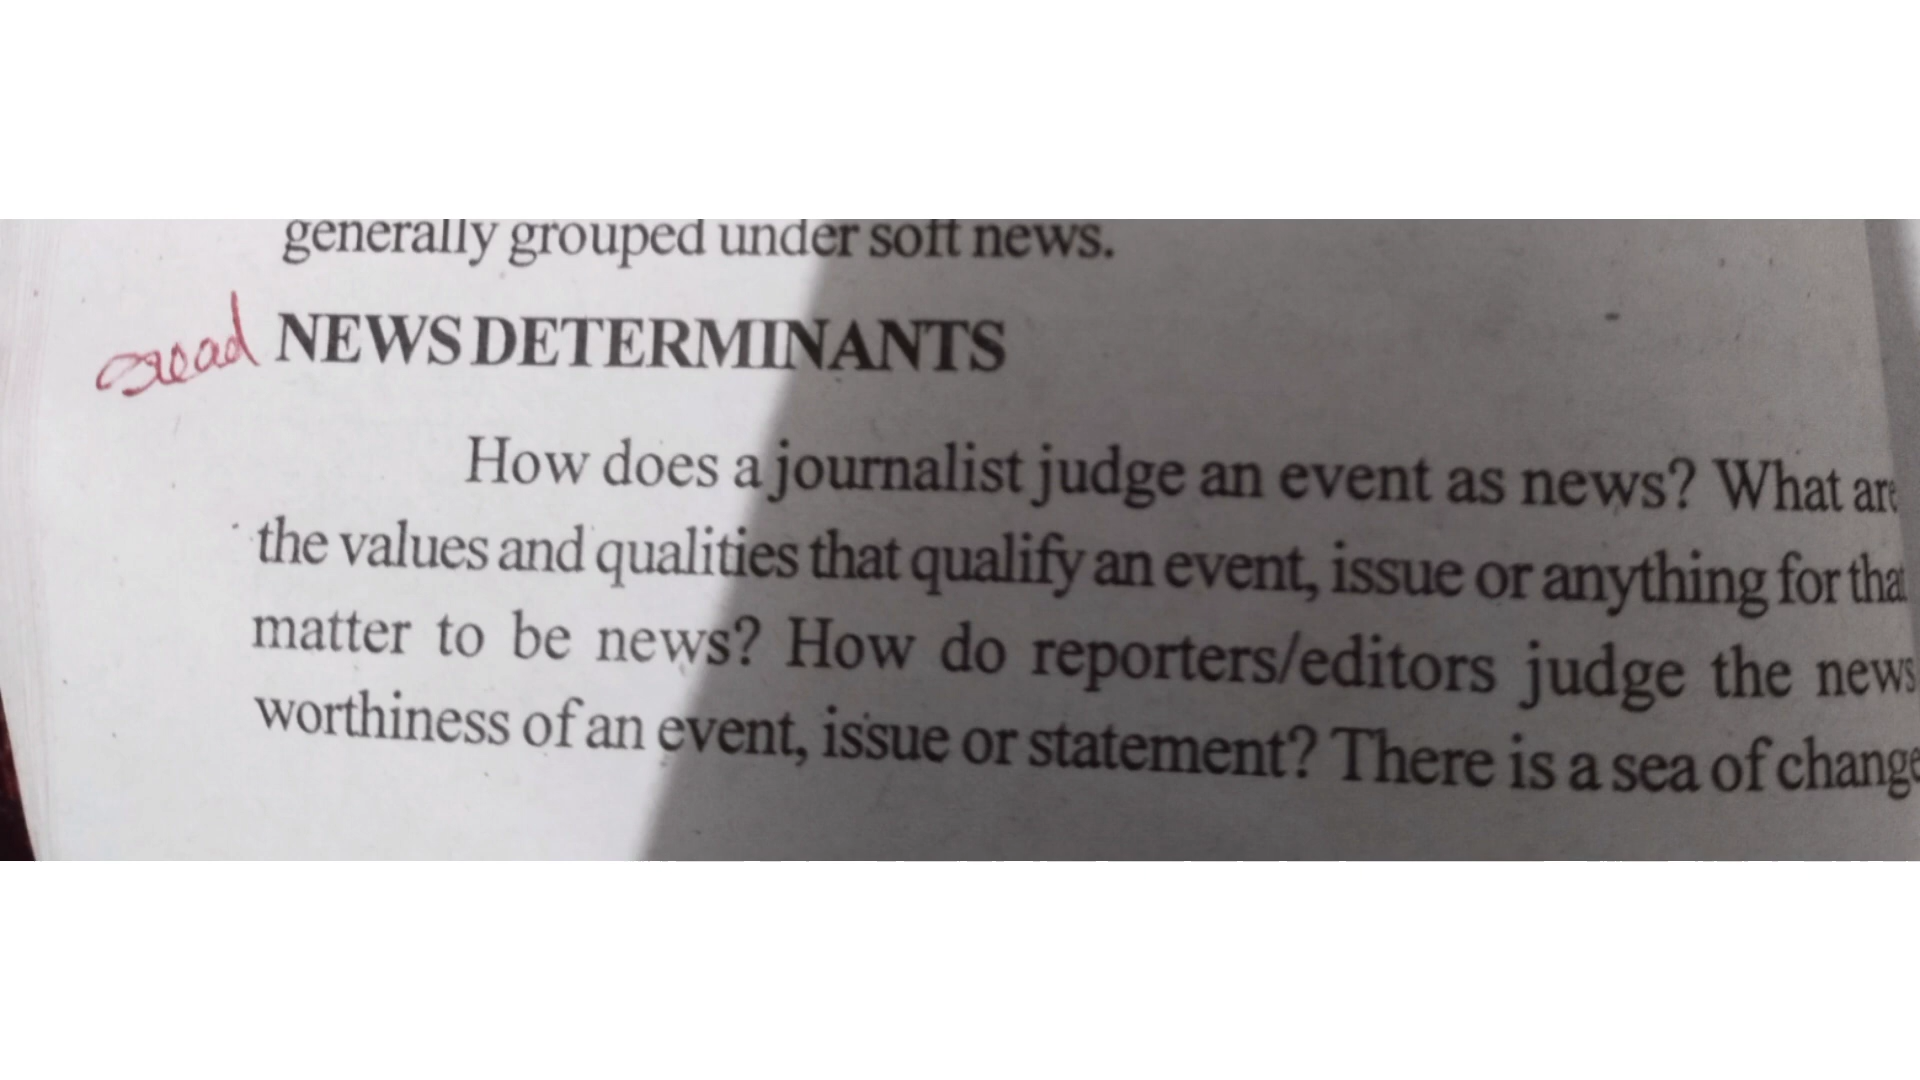 generally grouped under soft news.
read NEWS DETERMINANTS
How does a journalist judge an event as news? What are
the values and qualities that qualify an event, issue or anything for that
matter to be news? How do reporters/editors judge the news
worthiness of an event, issue or statement? There is a sea of change